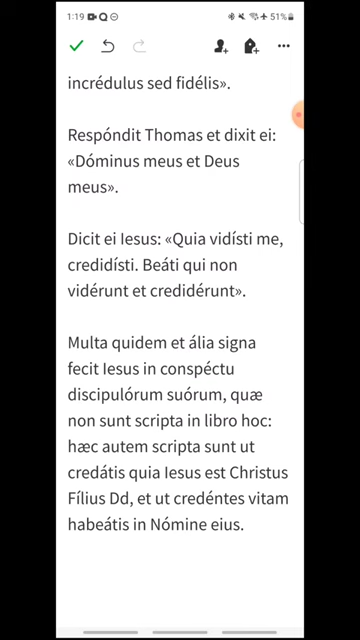 1:19
51%
incrédulus sed fidélis».
Respóndit Thomas et dixit ei:
«Dóminus meus et Deus
meus».
Dicit ei Iesus: «Quia vidísti me,
credidísti. Beáti qui non
vidérunt et credidérunt».
Multa quidem et ália signa
fecit Iesus in conspéctu
discipulórum suórum, quæ
non sunt scripta in libro hoc:
hæc autem scripta sunt ut
credátis quia Iesus est Christus
Fílius Dd, et ut credéntes vitam
habeátis in Nómine eius.